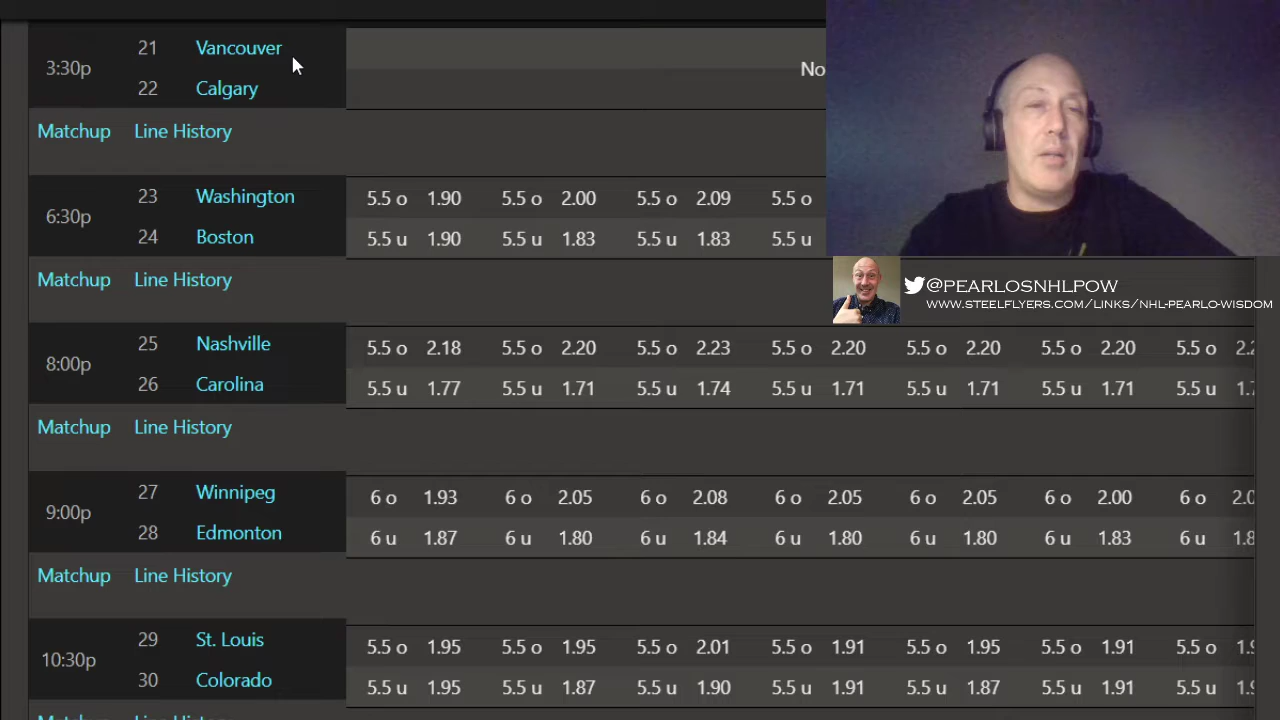 3:30p 21 Vancouver No
22 Calgary
Matchup Line History
6:30p 23 Washington 5.5 o 1.90 5.5 o 2.00 5.5 o 2.09 5.5 o
24 Boston 5.5 u 1.90 5.5 u 1.83 5.5 u 1.83 5.5 u
Matchup Line History
@PEARLOSNHLPOW
WWW.STEELFLYERS.COM/LINKS/NHL-PEARLO-WISDOM
8:00p 25 Nashville 5.5 o 2.18 5.5 o 2.20 5.5 o 2.23 5.5 o 2.20 5.5 o 2.20 5.5 o 2.20 5.5 o
26 Carolina 5.5 u 1.77 5.5 u 1.71 5.5 u 1.74 5.5 u 1.71 5.5 u 1.71 5.5 u 1.71 5.5 u
Matchup Line History
9:00p 27 Winnipeg 6 o 1.93 6 o 2.05 6 o 2.08 6 o 2.05 6 o 2.05 6 o 2.00 6 o
28 Edmonton 6 u 1.87 6 u 1.80 6 u 1.84 6 u 1.80 6 u 1.80 6 u 1.83 6 u
Matchup Line History
10:30p 29 St. Louis 5.5 o 1.95 5.5 o 1.95 5.5 o 2.01 5.5 o 1.91 5.5 o 1.95 5.5 o 1.91 5.5 o
30 Colorado 5.5 u 1.95 5.5 u 1.87 5.5 u 1.90 5.5 u 1.91 5.5 u 1.87 5.5 u 1.91 5.5 u
Matchup Line History